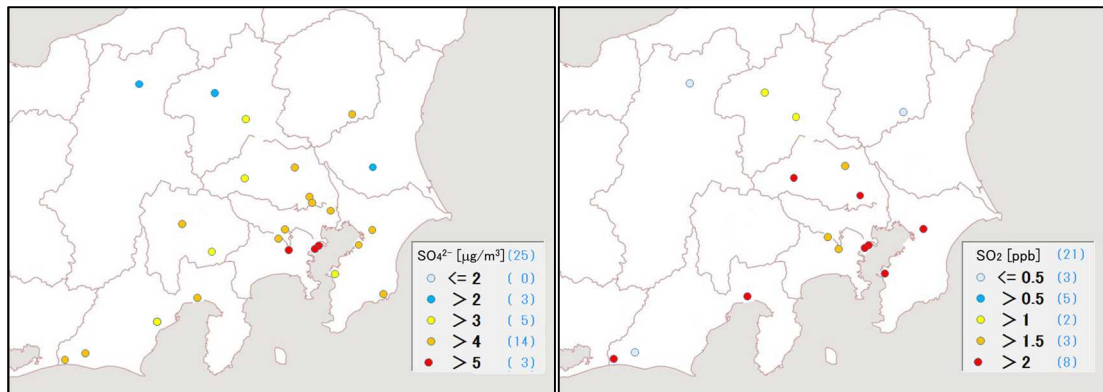 SO₄²⁻ [μg/m³] (25)
<= 2 ( 0)
> 2 ( 3)
> 3 ( 5)
> 4 (14)
> 5 ( 3)
SO₂ [ppb] (21)
<= 0.5 (3)
> 0.5 (5)
> 1 (2)
> 1.5 (3)
> 2 (8)